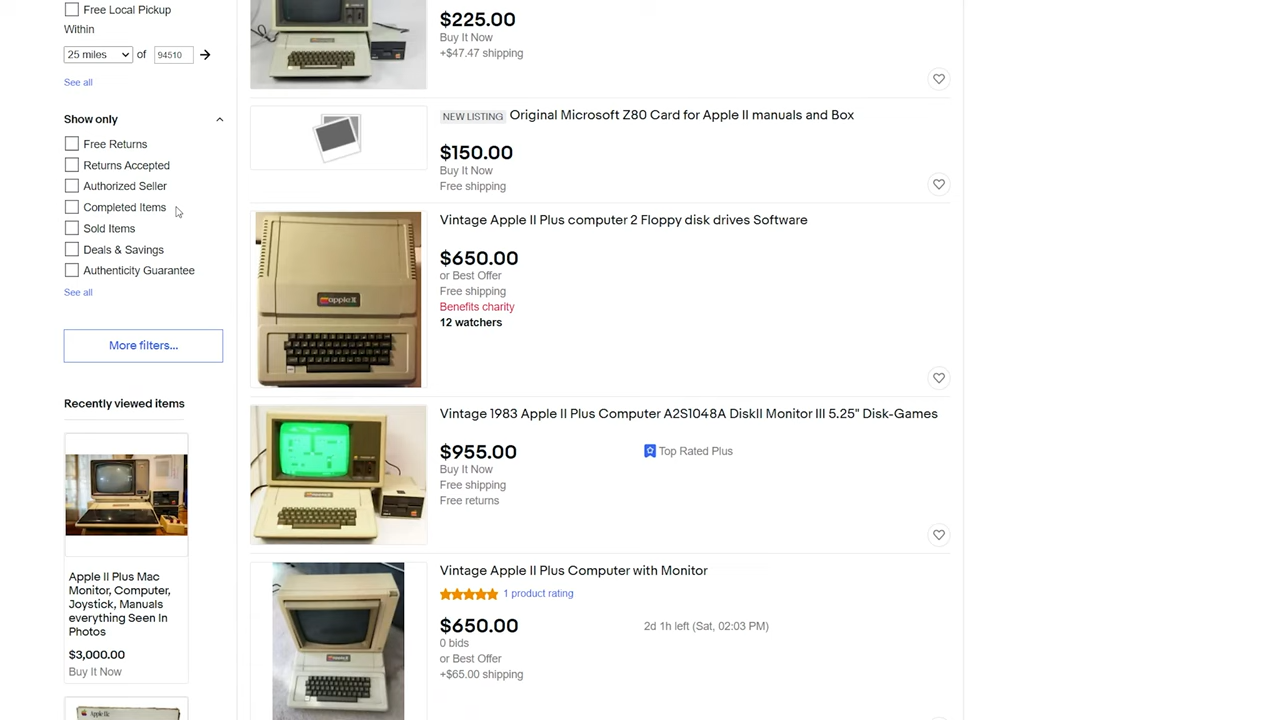 Free Local Pickup
Within
25 miles of 94510
See all
Show only
Free Returns
Returns Accepted
Authorized Seller
Completed Items
Sold Items
Deals & Savings
Authenticity Guarantee
See all
More filters...
Recently viewed items
Apple II Plus Mac
Monitor, Computer,
Joystick, Manuals
everything Seen In
Photos
$3,000.00
Buy It Now
$225.00
Buy It Now
+$47.47 shipping
NEW LISTING Original Microsoft Z80 Card for Apple II manuals and Box
$150.00
Buy It Now
Free shipping
apple ][
Vintage Apple II Plus computer 2 Floppy disk drives Software
$650.00
or Best Offer
Free shipping
Benefits charity
12 watchers
Vintage 1983 Apple II Plus Computer A2S1048A DiskII Monitor III 5.25" Disk-Games
$955.00
Top Rated Plus
Buy It Now
Free shipping
Free returns
Vintage Apple II Plus Computer with Monitor
1 product rating
$650.00
2d 1h left (Sat, 02:03 PM)
0 bids
or Best Offer
+$65.00 shipping